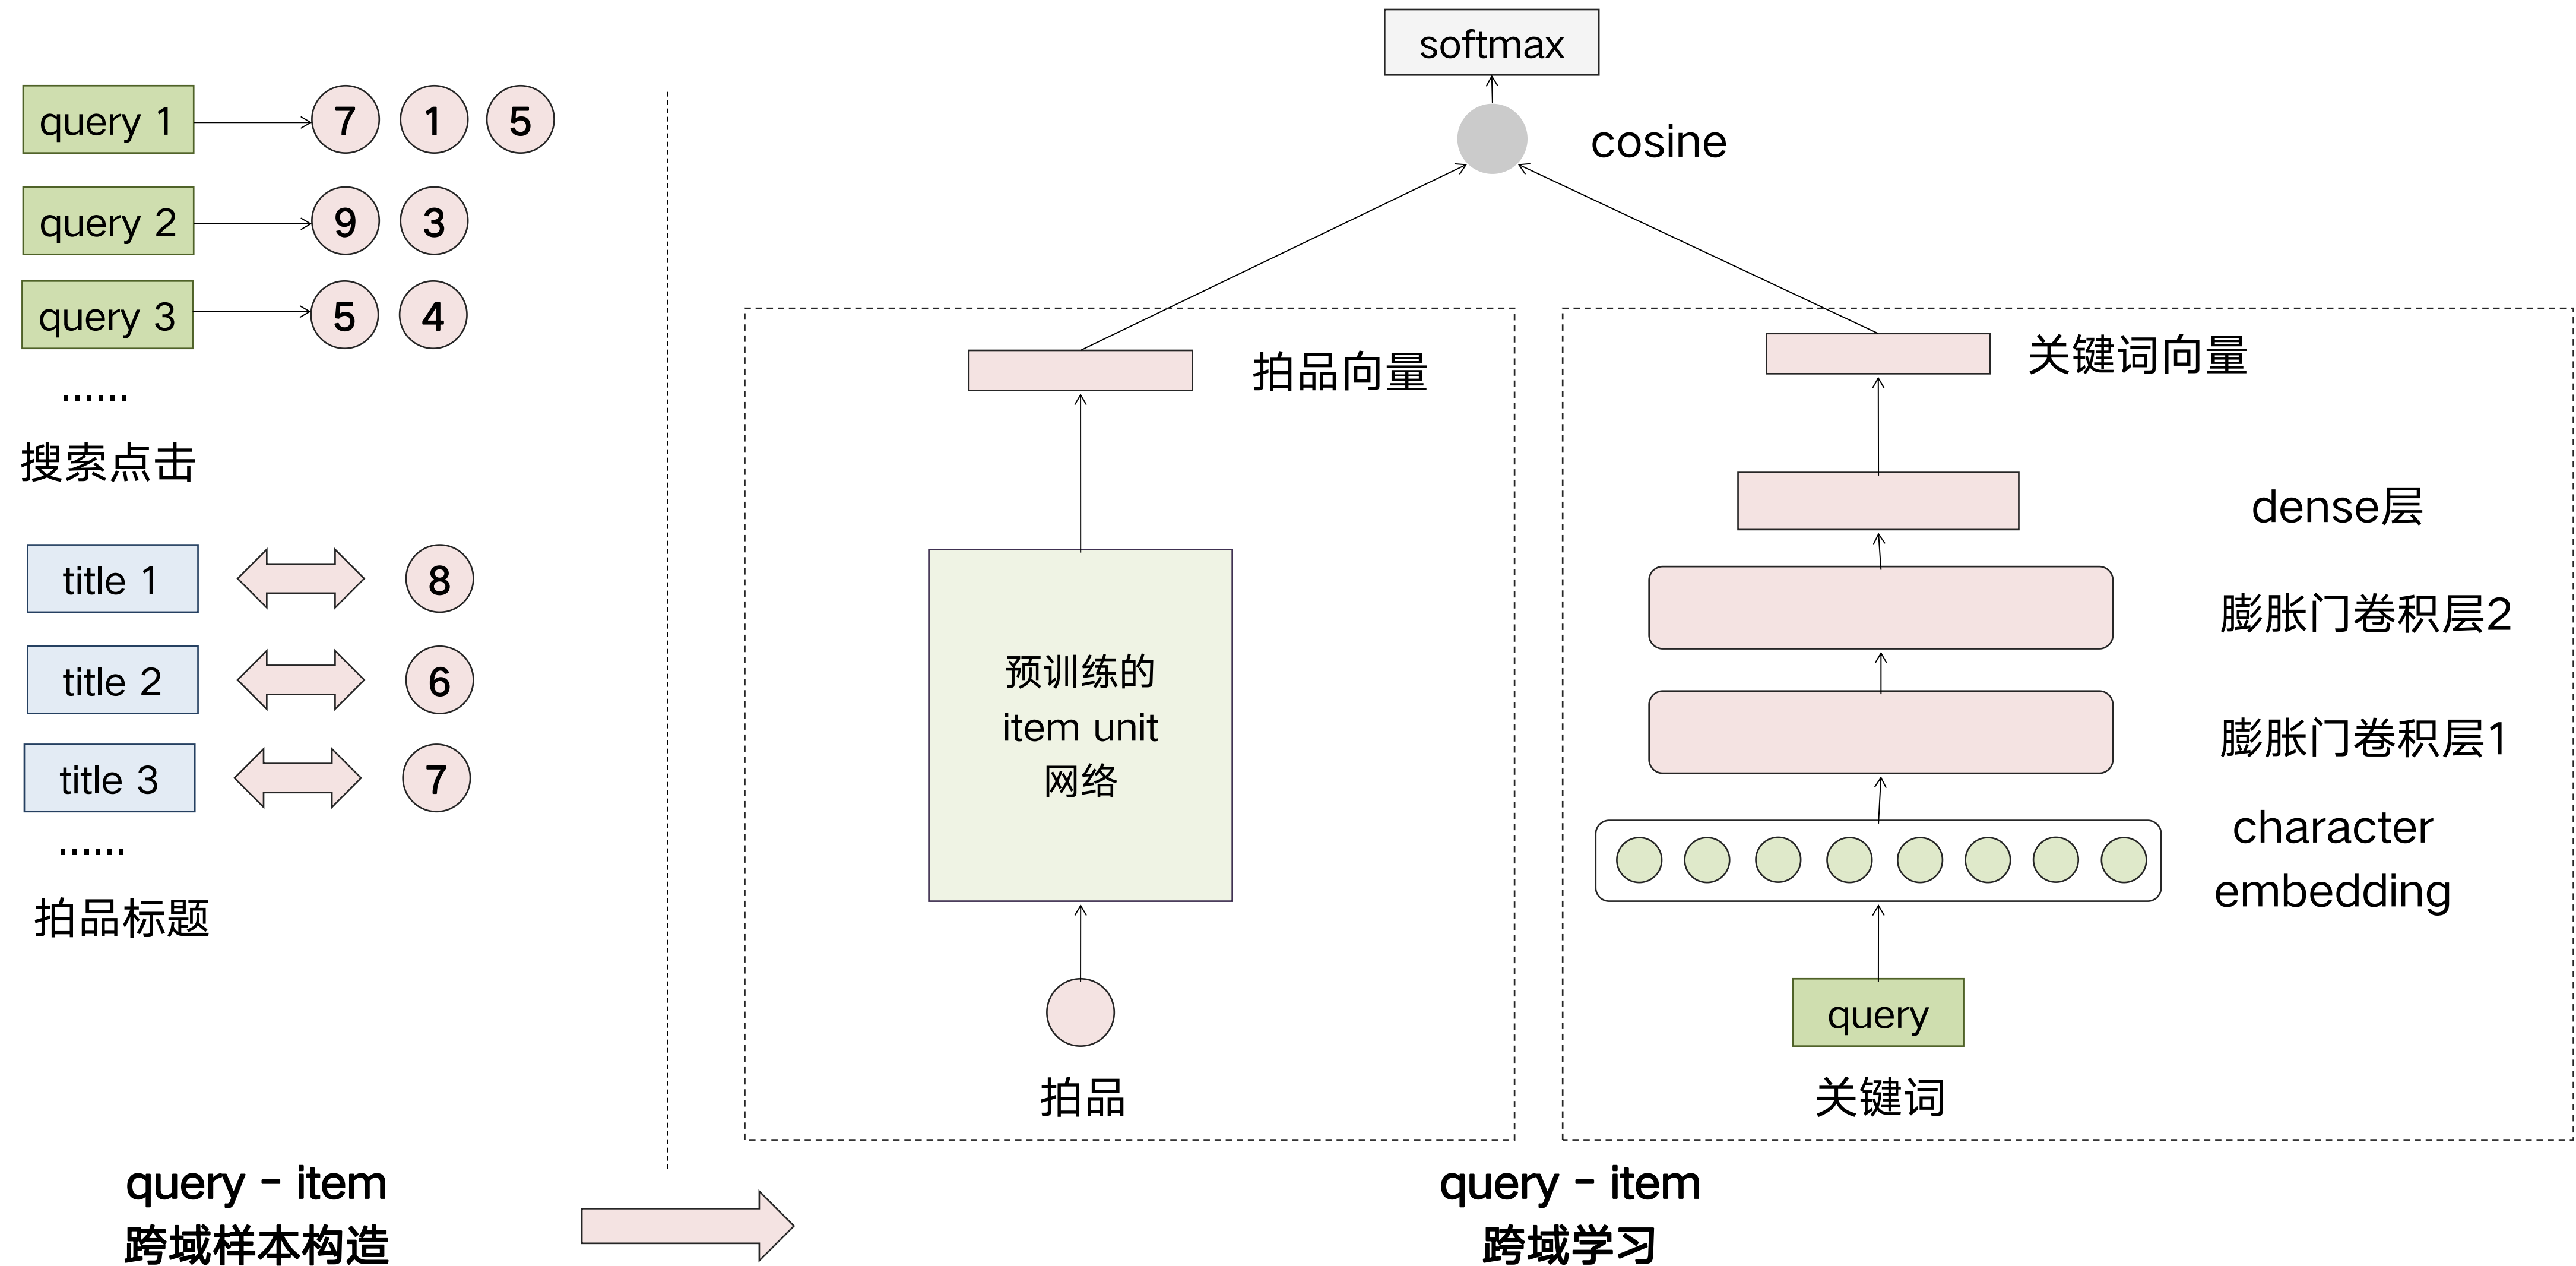 query 1
7
1
5
query 2
9
3
query 3
5
4
......
搜索点击
title 1
8
title 2
6
title 3
7
......
拍品标题
query - item
跨域样本构造
softmax
cosine
拍品向量
预训练的
item unit
网络
拍品
关键词向量
dense层
膨胀门卷积层2
膨胀门卷积层1
character
embedding
query
关键词
query - item
跨域学习